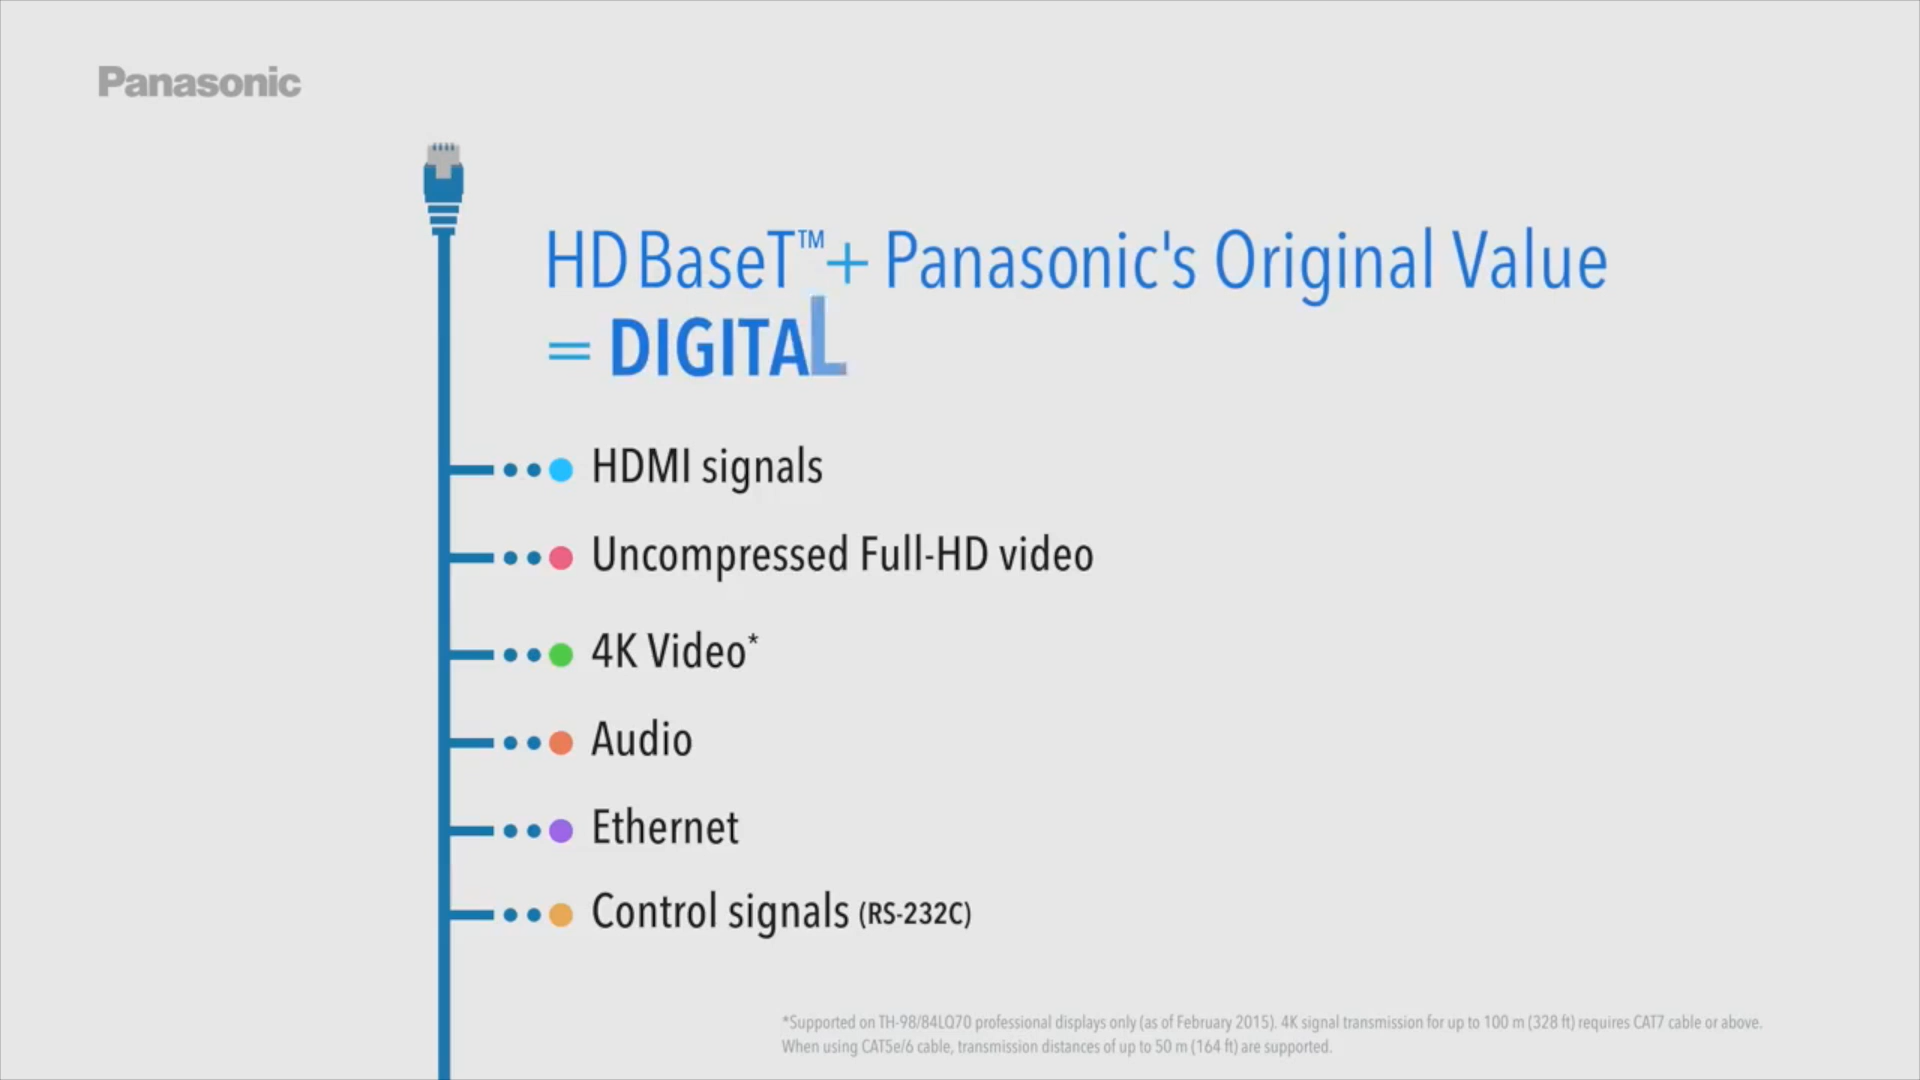 Panasonic
HDBaseT™+ Panasonic's Original Value
= DIGITAL
HDMI signals
Uncompressed Full-HD video
4K Video*
Audio
Ethernet
Control signals (RS-232C)
*Supported on TH-98/84LQ70 professional displays only (as of February 2015). 4K signal transmission for up to 100 m (328 ft) requires CAT7 cable or above.
When using CAT5e/6 cable, transmission distances of up to 50 m (164 ft) are supported.